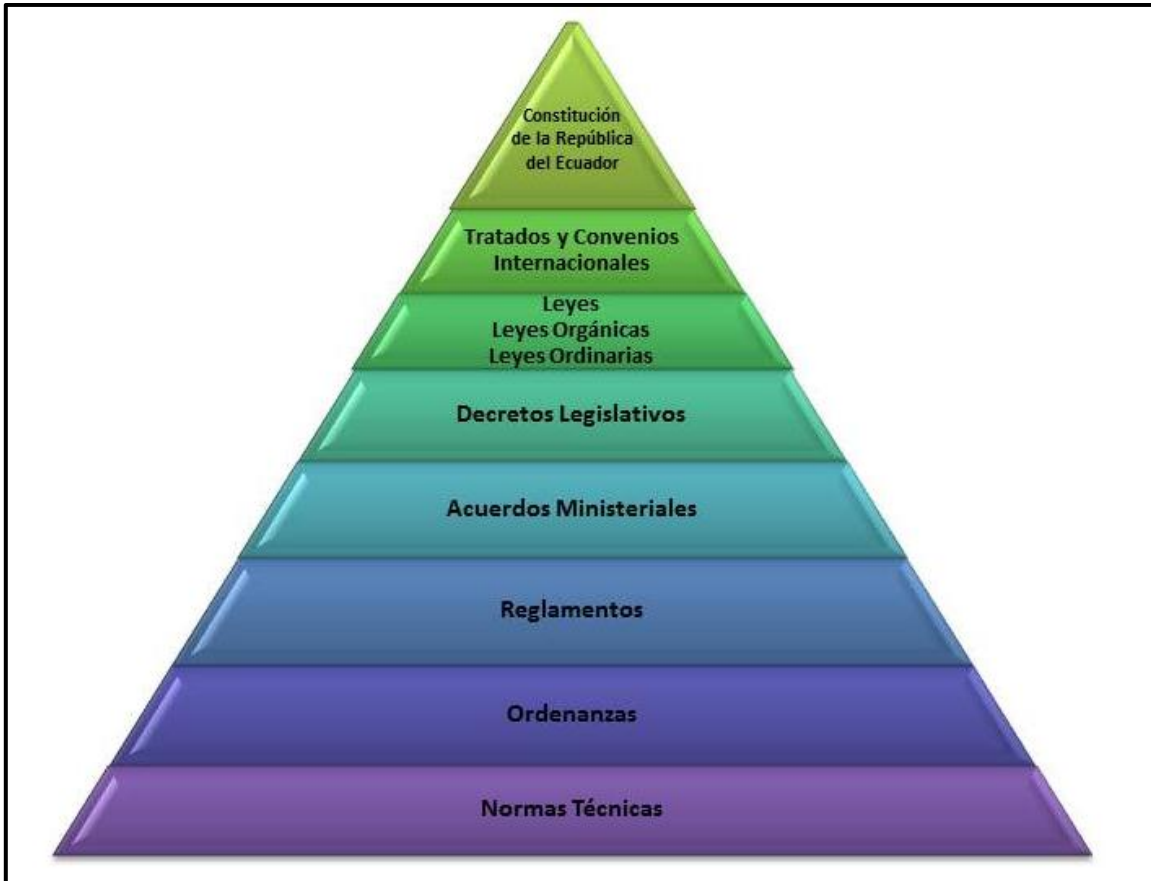 Constitución
de la República
del Ecuador
Tratados y Convenios
Internacionales
Leyes
Leyes Orgánicas
Leyes Ordinarias
Decretos Legislativos
Acuerdos Ministeriales
Reglamentos
Ordenanzas
Normas Técnicas